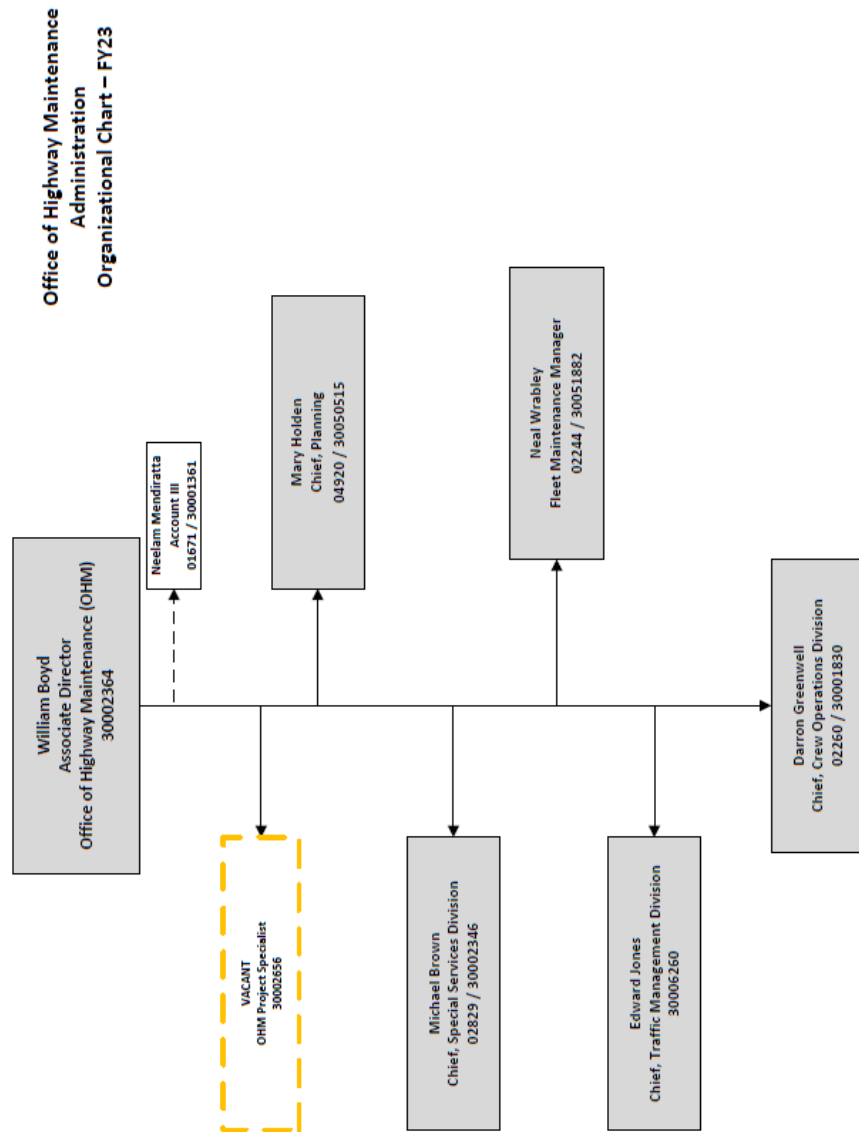 Office of Highway Maintenance
Administration
Organizational Chart – FY23
William Boyd
Associate Director
Office of Highway Maintenance (OHM)
30002364
Neelam Mendiratta
Account III
01671 / 30001361
VACANT
OHM Project Specialist
30002656
Mary Holden
Chief, Planning
04920 / 30050515
Michael Brown
Chief, Special Services Division
02829 / 30002346
Neal Wrabley
Fleet Maintenance Manager
02244 / 30051882
Edward Jones
Chief, Traffic Management Division
30006260
Darron Greenwell
Chief, Crew Operations Division
02260 / 30001830